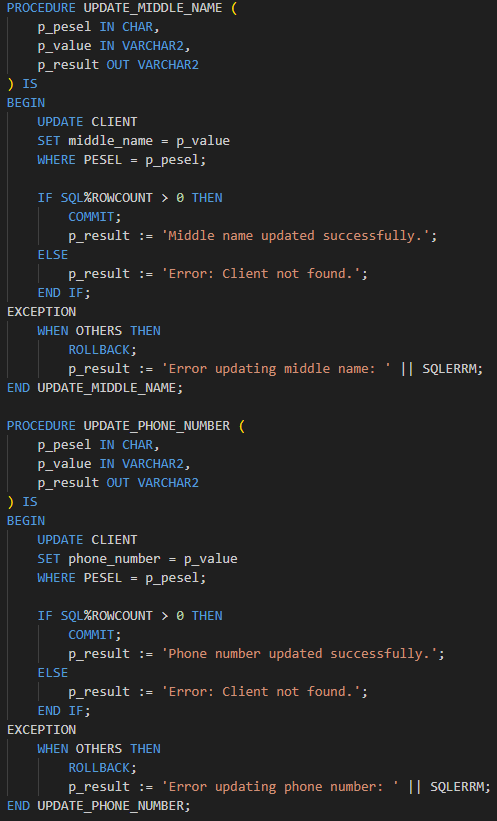 PROCEDURE UPDATE_MIDDLE_NAME (
    p_pesel IN CHAR,
    p_value IN VARCHAR2,
    p_result OUT VARCHAR2
) IS
BEGIN
    UPDATE CLIENT
    SET middle_name = p_value
    WHERE PESEL = p_pesel;

    IF SQL%ROWCOUNT > 0 THEN
        COMMIT;
        p_result := 'Middle name updated successfully.';
    ELSE
        p_result := 'Error: Client not found.';
    END IF;
EXCEPTION
    WHEN OTHERS THEN
        ROLLBACK;
        p_result := 'Error updating middle name: ' || SQLERRM;
END UPDATE_MIDDLE_NAME;

PROCEDURE UPDATE_PHONE_NUMBER (
    p_pesel IN CHAR,
    p_value IN VARCHAR2,
    p_result OUT VARCHAR2
) IS
BEGIN
    UPDATE CLIENT
    SET phone_number = p_value
    WHERE PESEL = p_pesel;

    IF SQL%ROWCOUNT > 0 THEN
        COMMIT;
        p_result := 'Phone number updated successfully.';
    ELSE
        p_result := 'Error: Client not found.';
    END IF;
EXCEPTION
    WHEN OTHERS THEN
        ROLLBACK;
        p_result := 'Error updating phone number: ' || SQLERRM;
END UPDATE_PHONE_NUMBER;